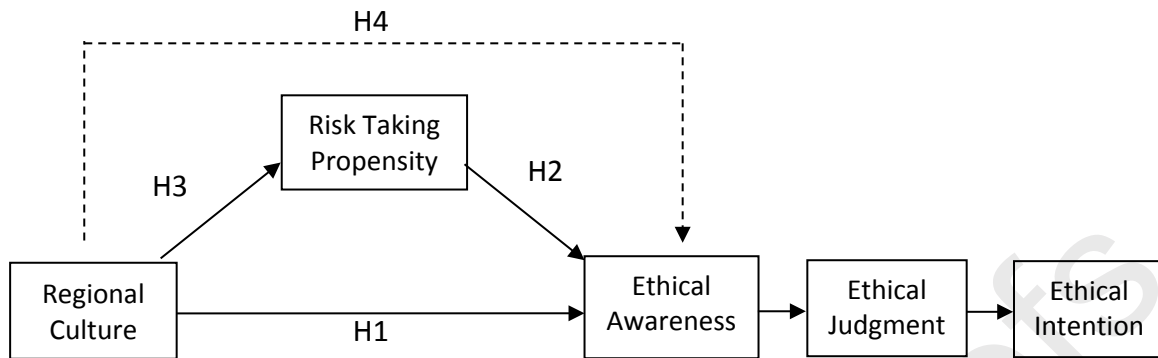 H4
Risk Taking
Propensity
H3
H2
Regional
Culture
H1
Ethical
Awareness
Ethical
Judgment
Ethical
Intention